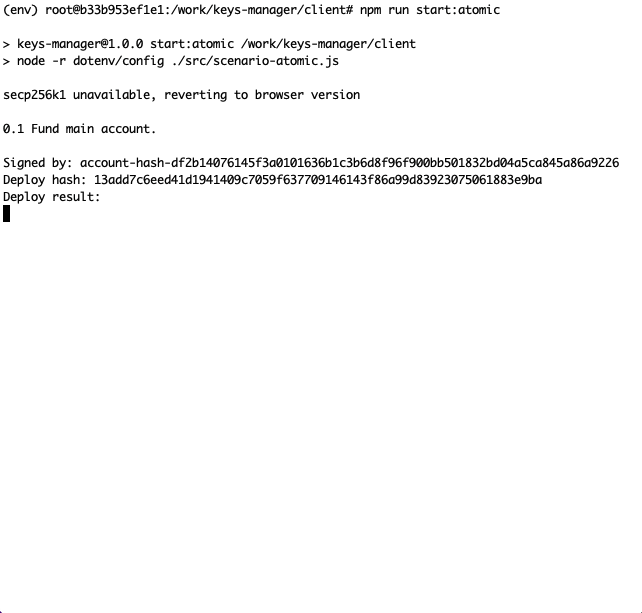 (env) root@b33b953ef1e1:/work/keys-manager/client# npm run start:atomic
> keys-manager@1.0.0 start:atomic /work/keys-manager/client
> node -r dotenv/config ./src/scenario-atomic.js
secp256k1 unavailable, reverting to browser version
0.1 Fund main account.
Signed by: account-hash-df2b14076145f3a0101636b1c3b6d8f96f900bb501832bd04a5ca845a86a9226
Deploy hash: 13add7c6eed41d1941409c7059f637709146143f86a99d83923075061883e9ba
Deploy result: